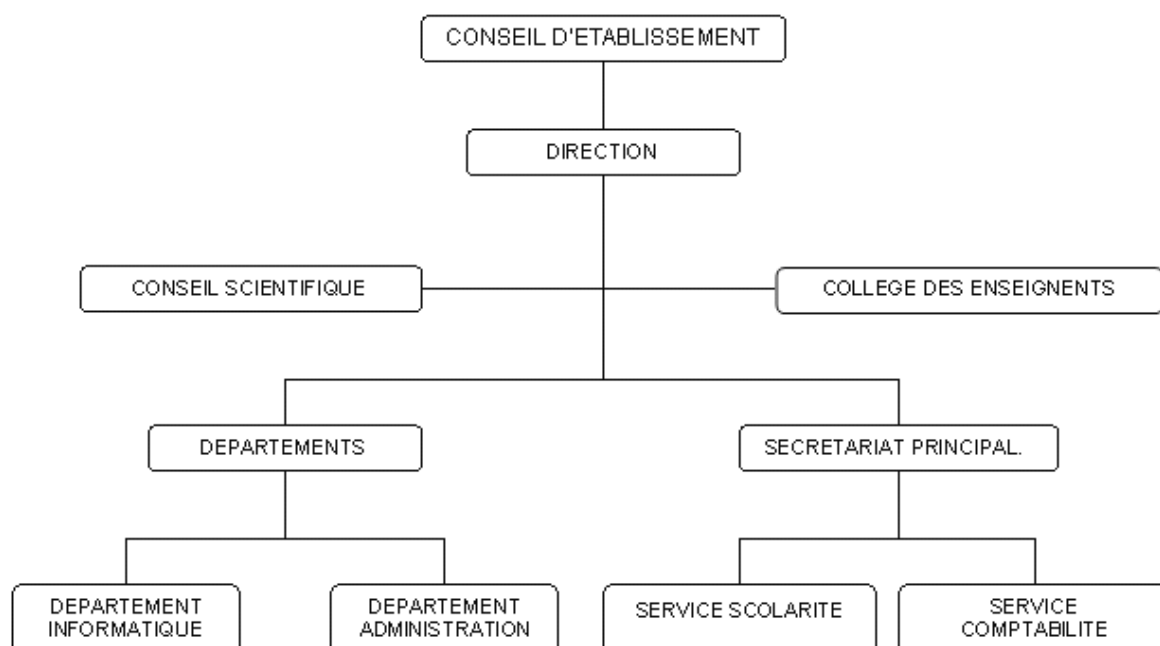 CONSEIL D'ETABLISSEMENT
DIRECTION
CONSEIL SCIENTIFIQUE
COLLEGE DES ENSEIGNENTS
DEPARTEMENTS
SECRETARIAT PRINCIPAL.
DEPARTEMENT
INFORMATIQUE
DEPARTEMENT
ADMINISTRATION
SERVICE SCOLARITE
SERVICE
COMPTABILITE